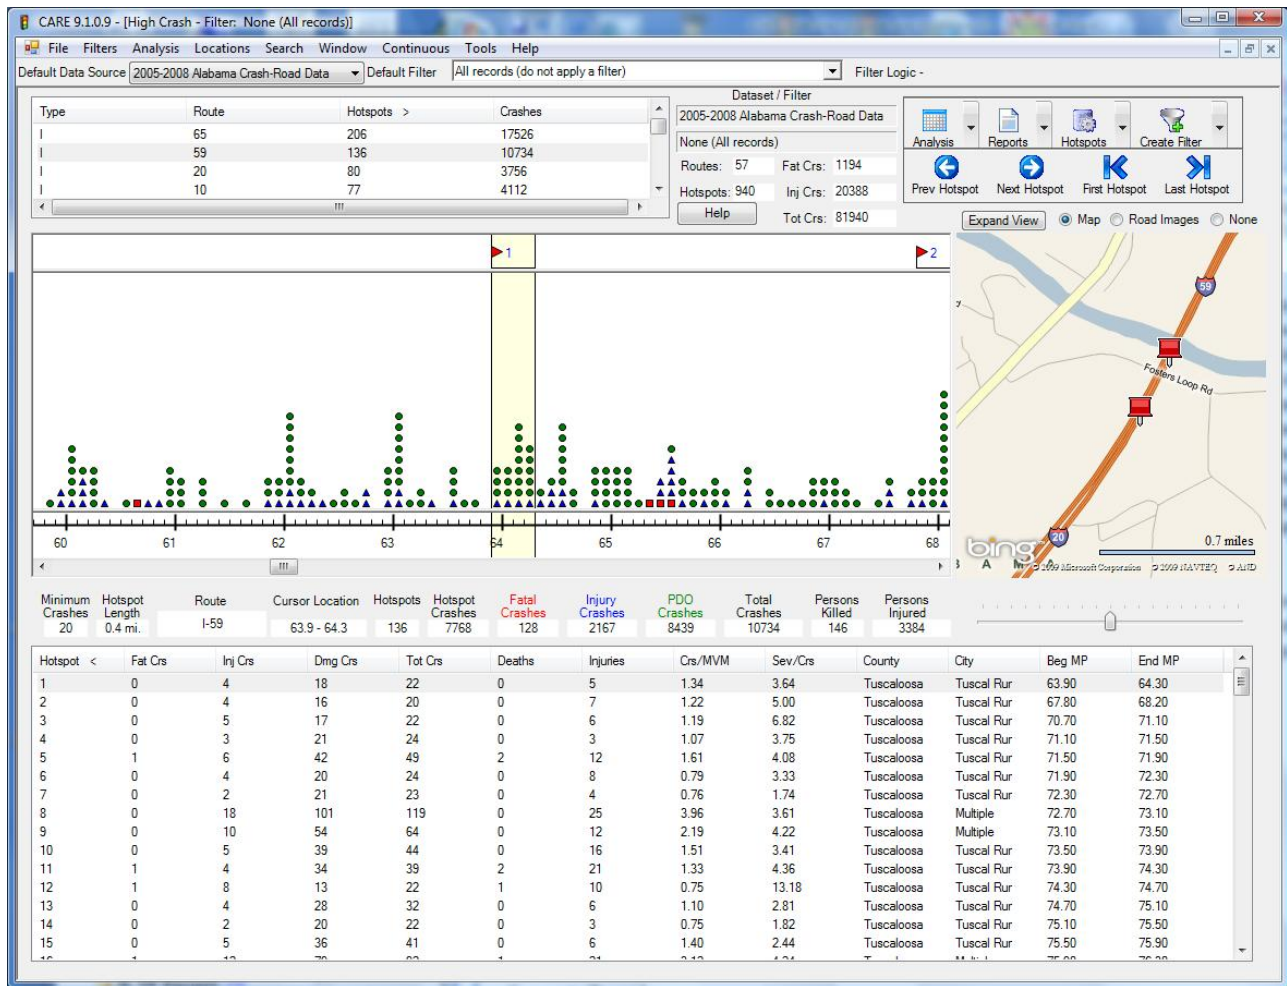 CARE 9.1.0.9 - [High Crash - Filter: None (All records)]
File Filters Analysis Locations Search Window Continuous Tools Help
Default Data Source 2005-2008 Alabama Crash-Road Data Default Filter All records (do not apply a filter) Filter Logic -
Type Route Hotspots > Crashes
I 65 206 17526
I 59 136 10734
I 20 80 3756
I 10 77 4112
Dataset / Filter
2005-2008 Alabama Crash-Road Data
None (All records)
Routes: 57 Fat Crs: 1194
Hotspots: 940 Inj Crs: 20388
Help Tot Crs: 81940
Analysis Reports Hotspots Create Filter
Prev Hotspot Next Hotspot First Hotspot Last Hotspot
Expand View Map Road Images None
1 2
60 61 62 63 64 65 66 67 68
59
Fosters Loop Rd
20
bing
0.7 miles
B A M A
© 2009 Microsoft Corporation © 2009 NAVTEQ © AND
Minimum Crashes Hotspot Length Route Cursor Location Hotspots Hotspot Crashes Fatal Crashes Injury Crashes PDO Crashes Total Crashes Persons Killed Persons Injured
20 0.4 mi. I-59 63.9 - 64.3 136 7768 128 2167 8439 10734 146 3384
Hotspot < Fat Crs Inj Crs Dmg Crs Tot Crs Deaths Injuries Crs/MVM Sev/Crs County City Beg MP End MP
1 0 4 18 22 0 5 1.34 3.64 Tuscaloosa Tuscal Rur 63.90 64.30
2 0 4 16 20 0 7 1.22 5.00 Tuscaloosa Tuscal Rur 67.80 68.20
3 0 5 17 22 0 6 1.19 6.82 Tuscaloosa Tuscal Rur 70.70 71.10
4 0 3 21 24 0 3 1.07 3.75 Tuscaloosa Tuscal Rur 71.10 71.50
5 1 6 42 49 2 12 1.61 4.08 Tuscaloosa Tuscal Rur 71.50 71.90
6 0 4 20 24 0 8 0.79 3.33 Tuscaloosa Tuscal Rur 71.90 72.30
7 0 2 21 23 0 4 0.76 1.74 Tuscaloosa Tuscal Rur 72.30 72.70
8 0 18 101 119 0 25 3.96 3.61 Tuscaloosa Multiple 72.70 73.10
9 0 10 54 64 0 12 2.19 4.22 Tuscaloosa Multiple 73.10 73.50
10 0 5 39 44 0 16 1.51 3.41 Tuscaloosa Tuscal Rur 73.50 73.90
11 1 4 34 39 2 21 1.33 4.36 Tuscaloosa Tuscal Rur 73.90 74.30
12 1 8 13 22 1 10 0.75 13.18 Tuscaloosa Tuscal Rur 74.30 74.70
13 0 4 28 32 0 6 1.10 2.81 Tuscaloosa Tuscal Rur 74.70 75.10
14 0 2 20 22 0 3 0.75 1.82 Tuscaloosa Tuscal Rur 75.10 75.50
15 0 5 36 41 0 6 1.40 2.44 Tuscaloosa Tuscal Rur 75.50 75.90